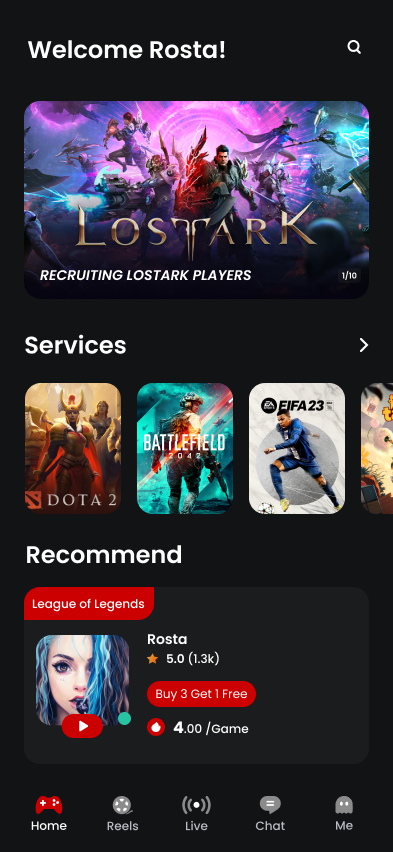 Welcome Rosta!
LOSTARK
RECRUITING LOSTARK PLAYERS
1/10
Services
DOTA 2
BATTLEFIELD
2042
EA SPORTS
FIFA 23
Recommend
League of Legends
Rosta
5.0 (1.3k)
Buy 3 Get 1 Free
4.00 /Game
Home
Reels
Live
Chat
Me